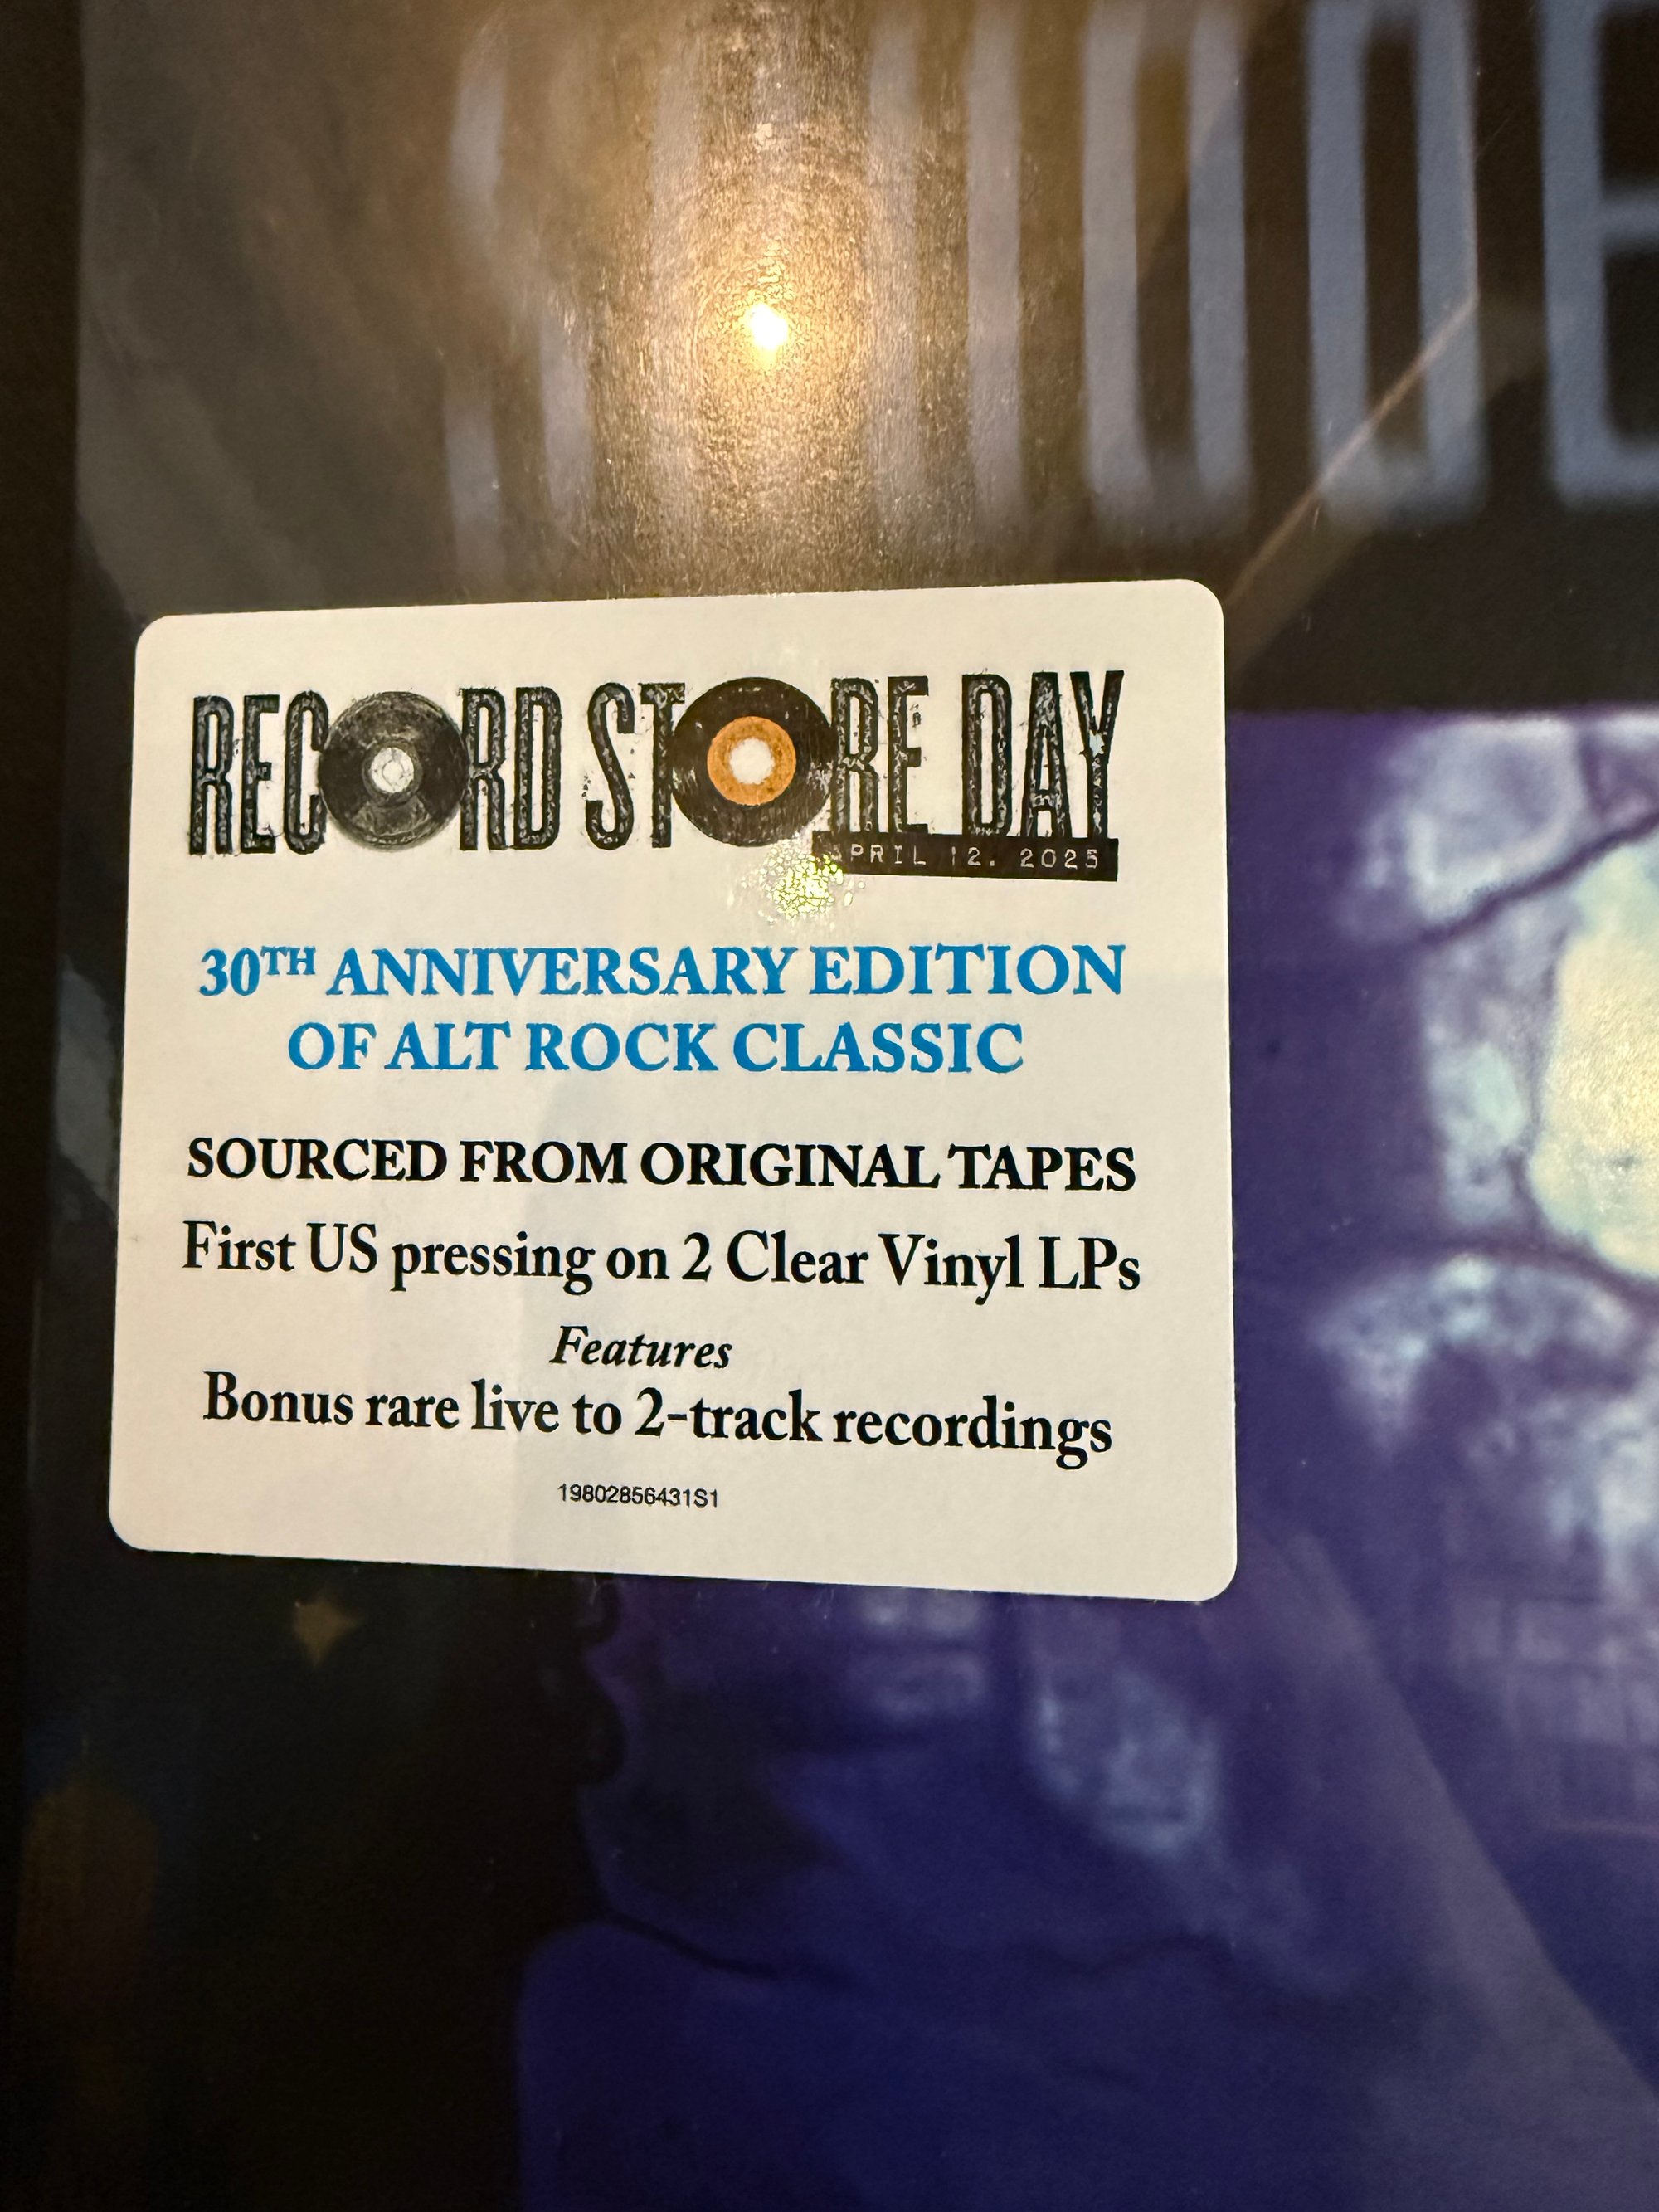 RECORD STORE DAY
APRIL 12, 2025
30TH ANNIVERSARY EDITION
OF ALT ROCK CLASSIC
SOURCED FROM ORIGINAL TAPES
First US pressing on 2 Clear Vinyl LPs
Features
Bonus rare live to 2-track recordings
19802856431S1